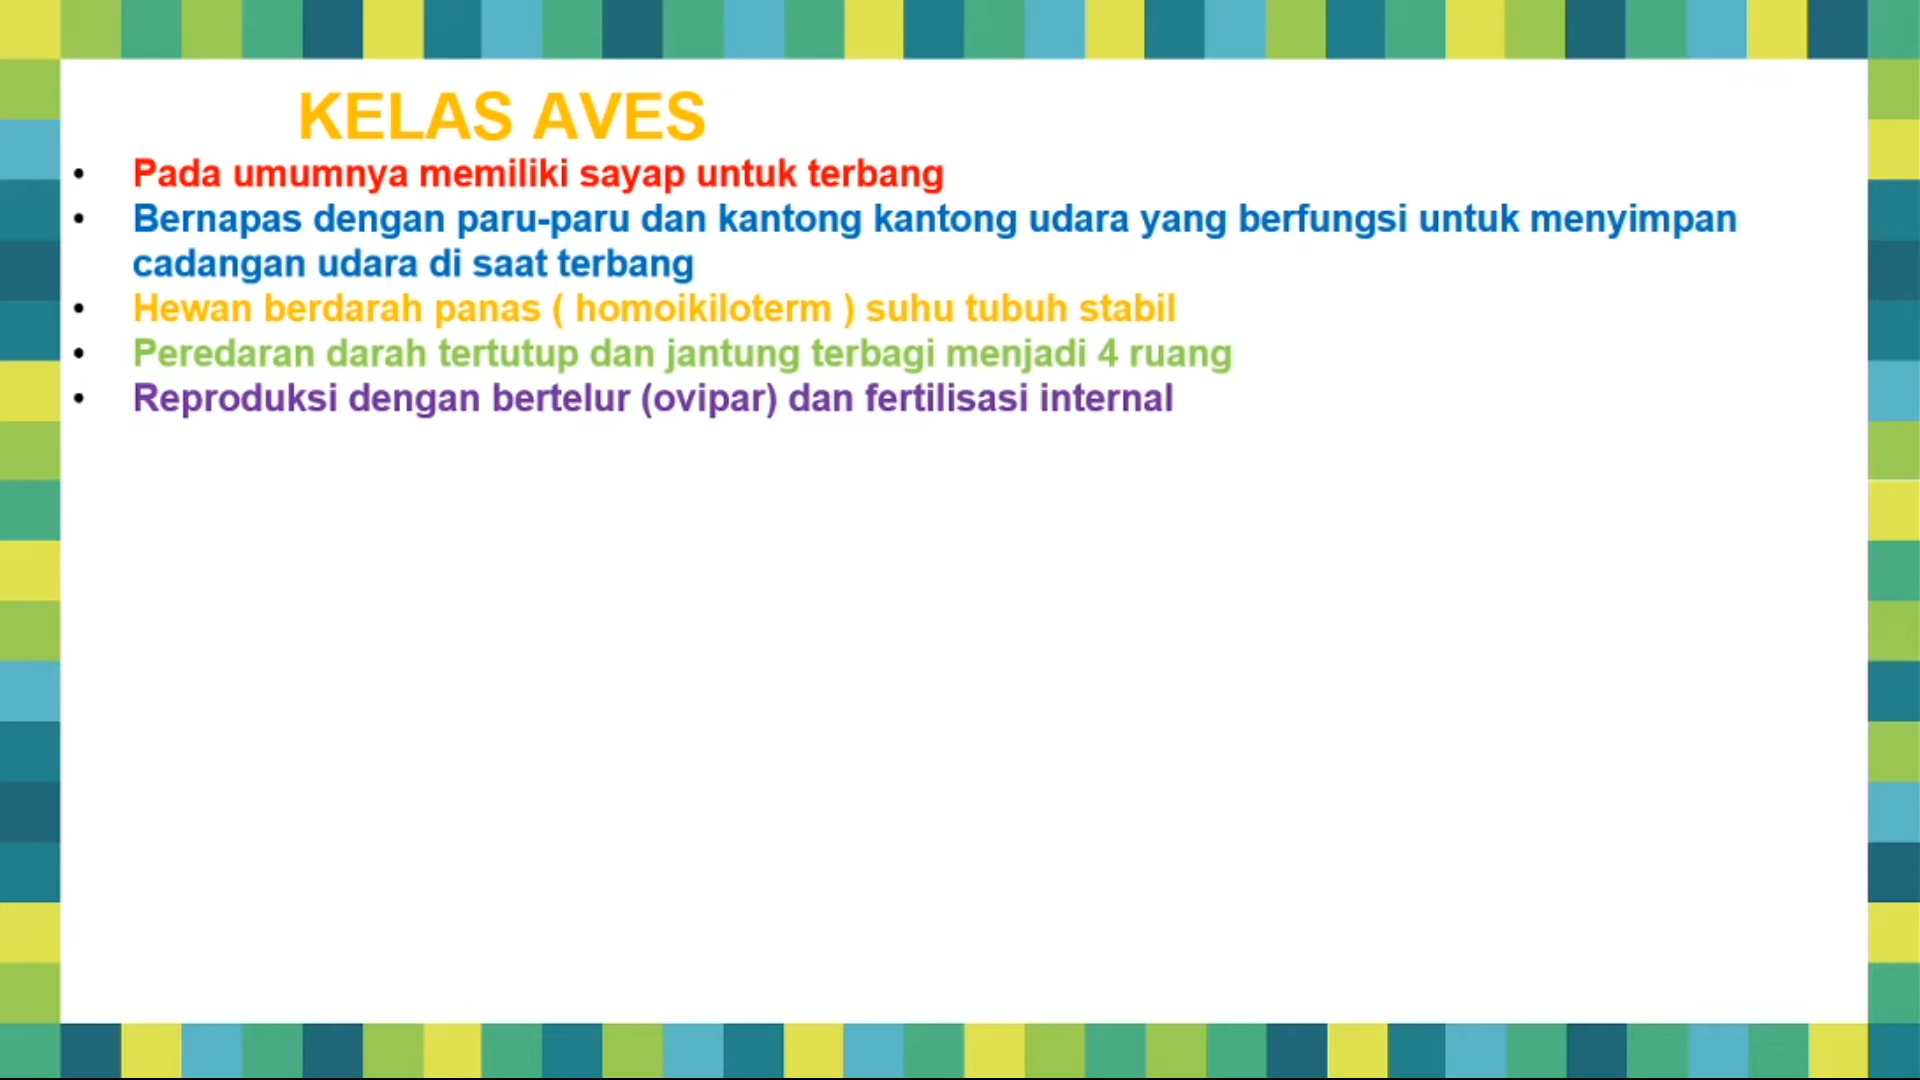 KELAS AVES
• Pada umumnya memiliki sayap untuk terbang
• Bernapas dengan paru-paru dan kantong kantong udara yang berfungsi untuk menyimpan
cadangan udara di saat terbang
• Hewan berdarah panas ( homoikiloterm ) suhu tubuh stabil
• Peredaran darah tertutup dan jantung terbagi menjadi 4 ruang
• Reproduksi dengan bertelur (ovipar) dan fertilisasi internal